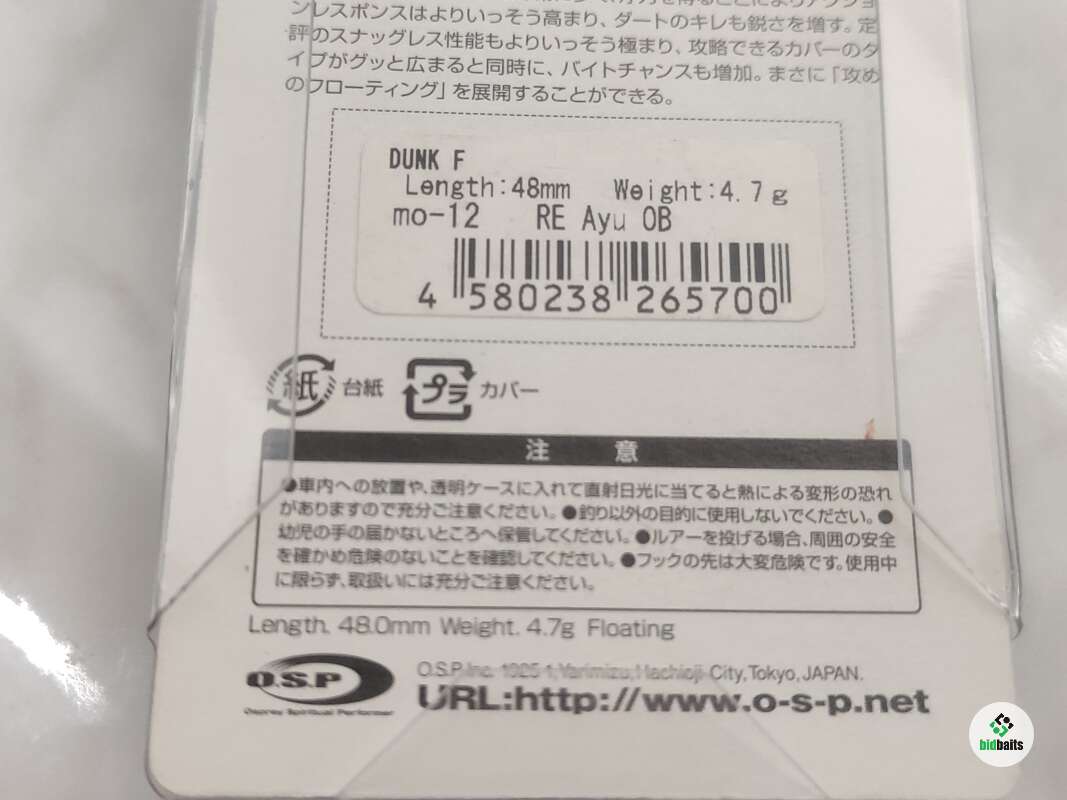 ンレスポンスはよりいっそう高まり、ダートのキレも鋭さを増す。定
評のスナッグレス性能もよりいっそう極まり、攻略できるカバーのタ
イプがグッと広まると同時に、バイトチャンスも増加。まさに「攻め
のフローティング」を展開することができる。
DUNK F
Length:48mm Weight:4.7g
mo-12 RE Ayu OB
4 580238 265700
紙 台紙 プラ カバー
注 意
●車内への放置や、透明ケースに入れて直射日光に当てると熱による変形の恐れ
がありますので充分ご注意ください。●釣り以外の目的に使用しないでください。●
幼児の手の届かないところへ保管してください。●ルアーを投げる場合、周囲の安全
を確かめ危険のないことを確認してください。●フックの先は大変危険です。使用中
に限らず、取扱いには充分ご注意ください。
Length. 48.0mm Weight. 4.7g Floating
O.S.P
Osprey Spiritual Performer
O.S.P Inc. Yarimizu, Hachioji City, Tokyo, JAPAN.
URL:http://www.o-s-p.net
bidbaits